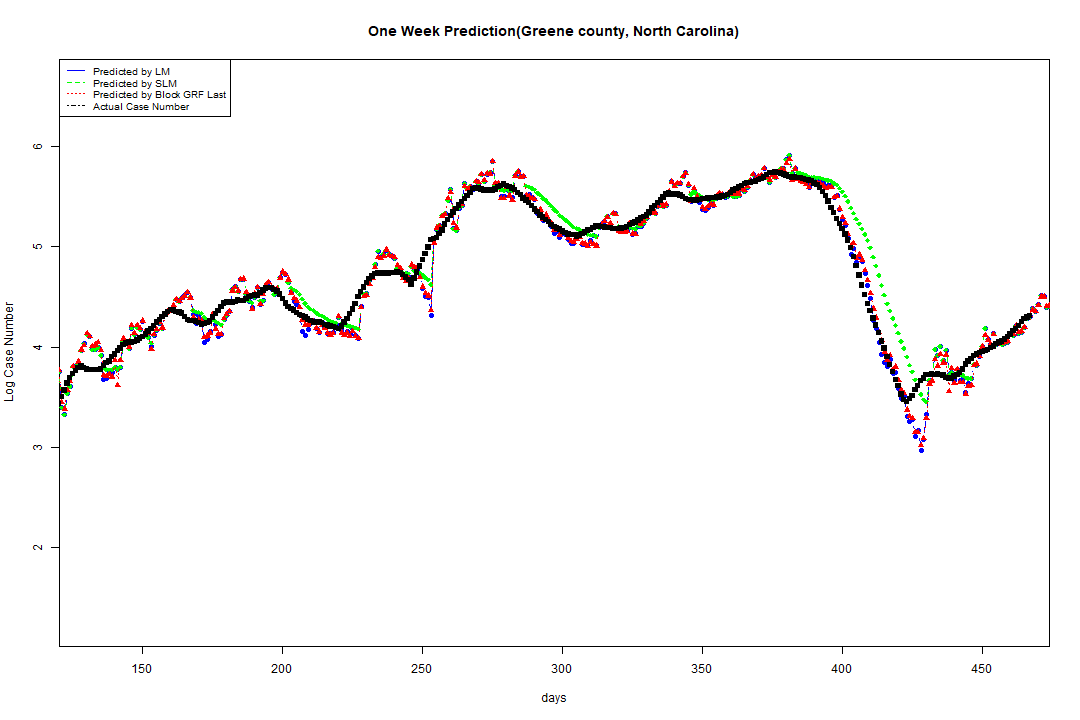 One Week Prediction(Greene county, North Carolina)
Predicted by LM
Predicted by SLM
Predicted by Block GRF Last
Actual Case Number
6
5
4
3
2
Log Case Number
150 200 250 300 350 400 450
days